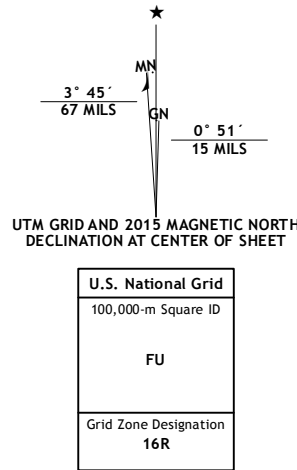 MN
GN
3° 45´
67 MILS
0° 51´
15 MILS
UTM GRID AND 2015 MAGNETIC NORTH
DECLINATION AT CENTER OF SHEET
U.S. National Grid
100,000-m Square ID
FU
Grid Zone Designation
16R